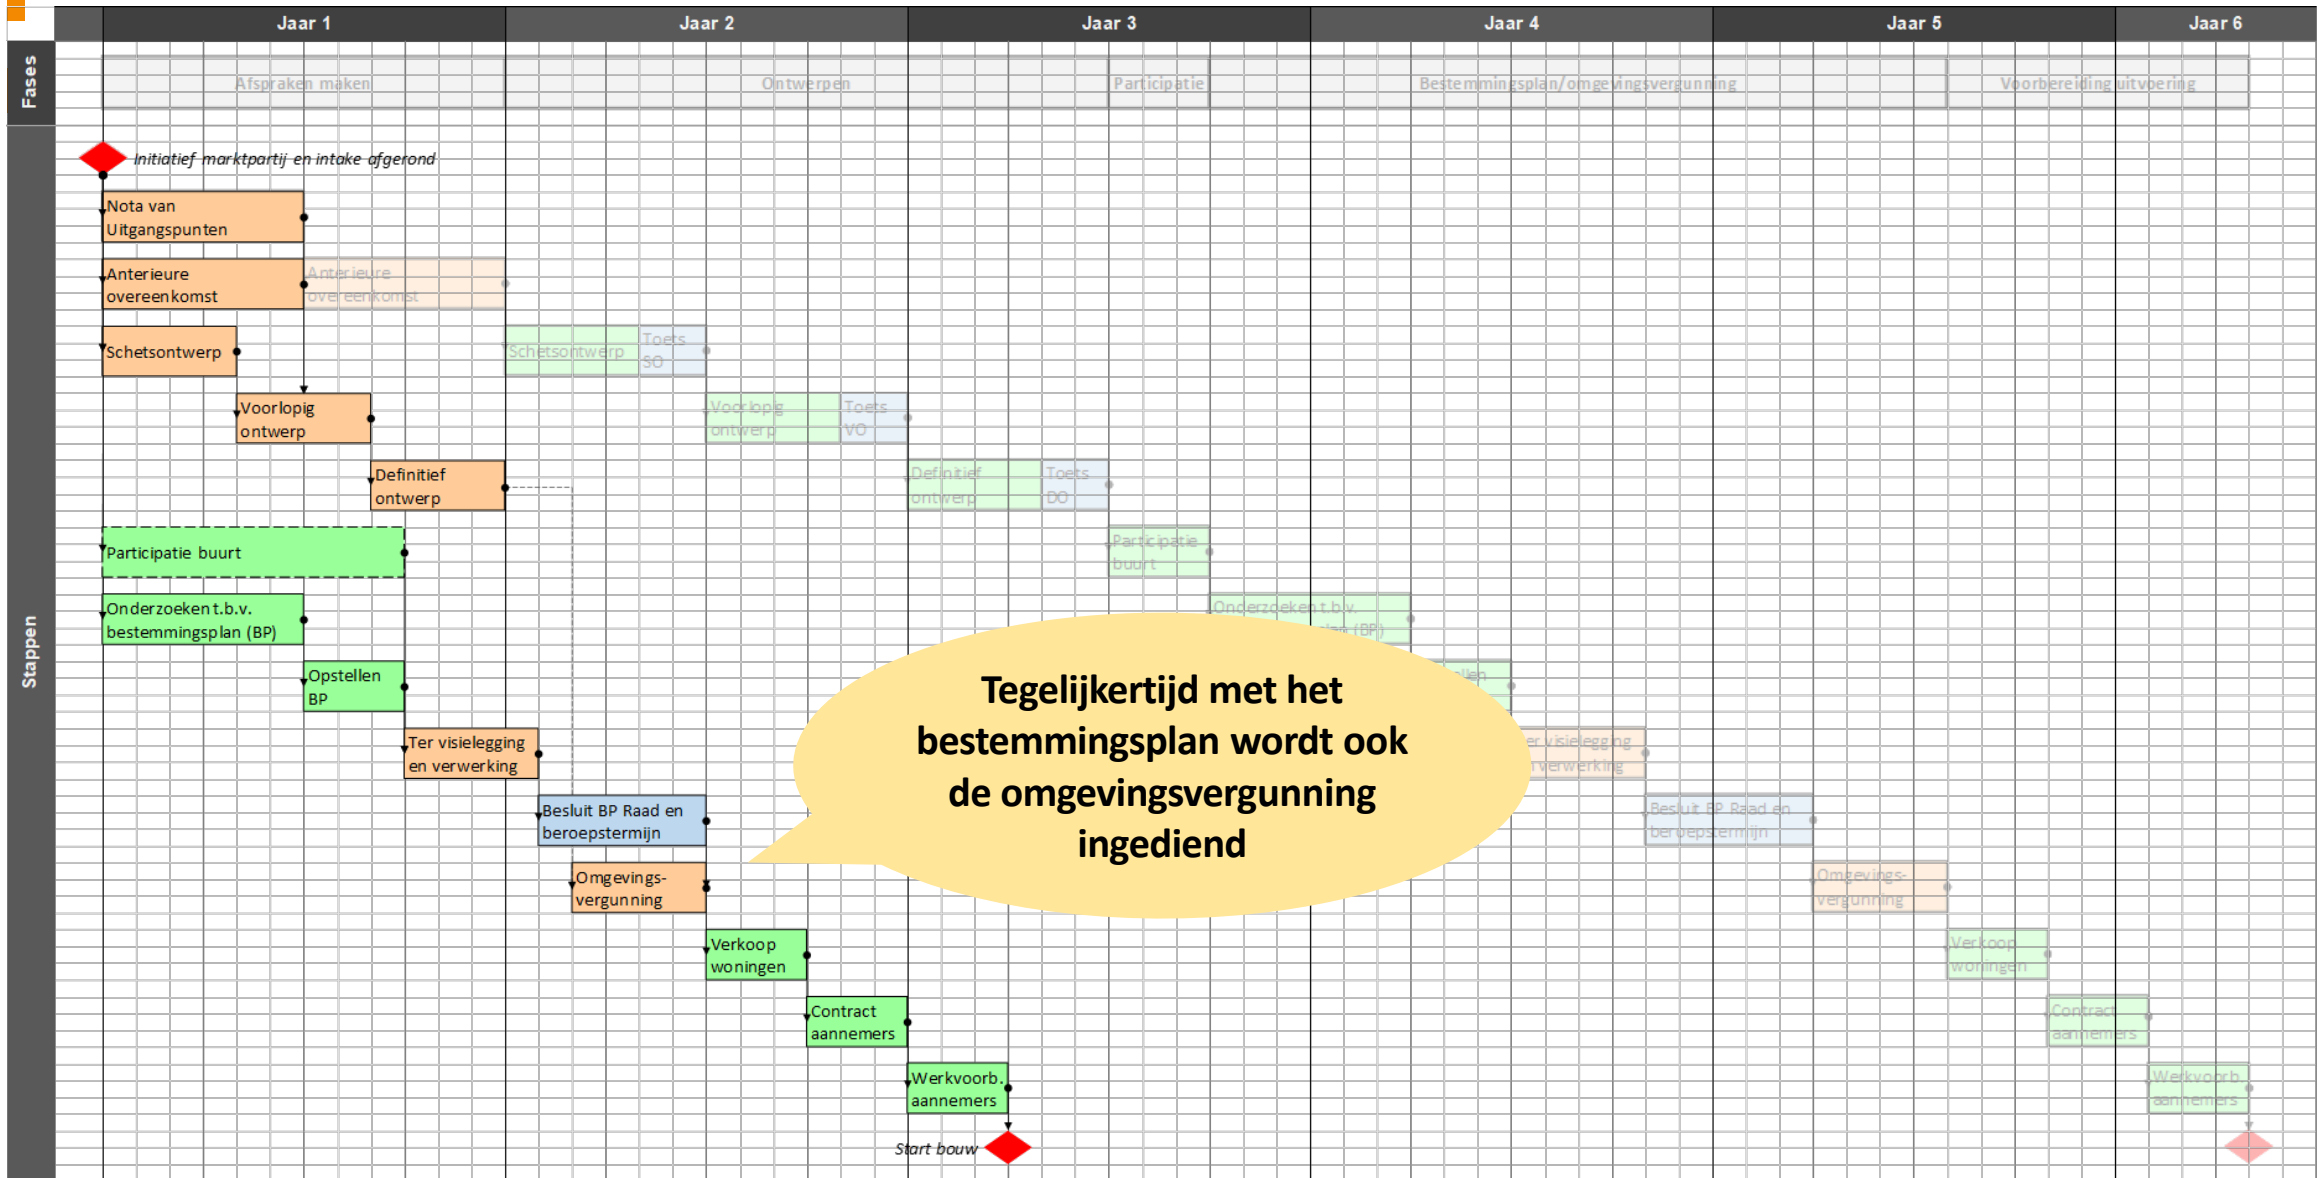 Jaar 1
Jaar 2
Jaar 3
Jaar 4
Jaar 5
Jaar 6
Fases
Afspraken maken
Ontwerpen
Participatie
Bestemmingsplan/omgevingsvergunning
Voorbereiding uitvoering
Stappen
Initiatief marktpartij en intake afgerond
Nota van
Uitgangspunten
Anterieure
overeenkomst
Anterieure
overeenkomst
Schetsontwerp
Schetsontwerp
Toets
SO
Voorlopig
ontwerp
Voorlopig
ontwerp
Toets
VO
Definitief
ontwerp
Definitief
ontwerp
Toets
DO
Participatie buurt
Participatie
buurt
Onderzoeken t.b.v.
bestemmingsplan (BP)
Onderzoeken t.b.v.
(BP)
Opstellen
BP
Tegelijkertijd met het
bestemmingsplan wordt ook
de omgevingsvergunning
ingediend
Ter visielegging
en verwerking
visielegging
verwerking
Besluit BP Raad en
beroepstermijn
Besluit BP Raad en
beroepstermijn
Omgevings-
vergunning
Omgevings-
vergunning
Verkoop
woningen
Verkoop
woningen
Contract
aannemers
Contract
aannemers
Werkvoorb.
aannemers
Werkvoorb.
aannemers
Start bouw